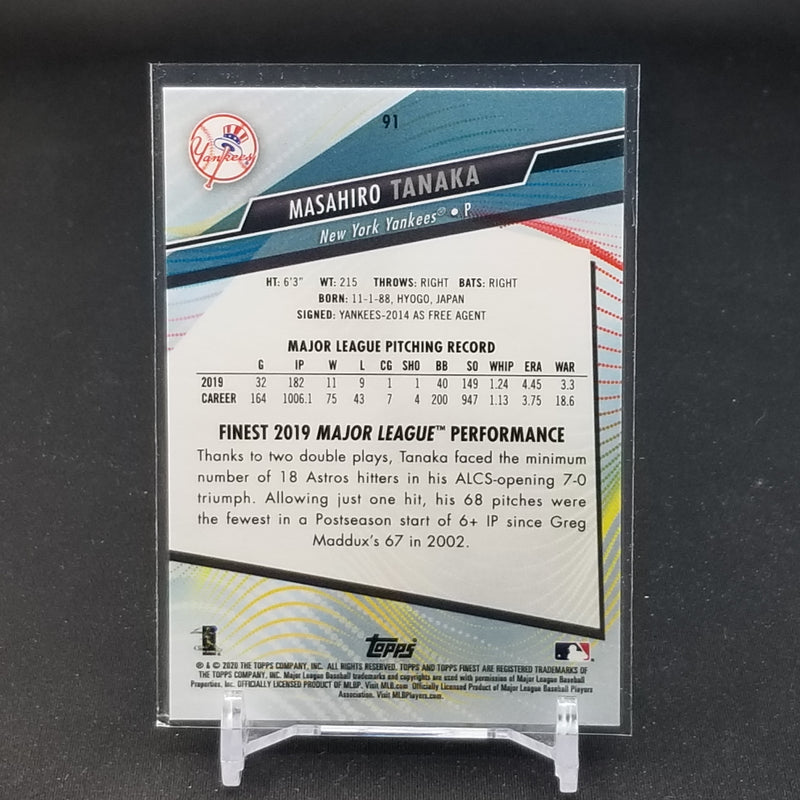 91
Yankees
MASAHIRO TANAKA
New York Yankees® • P
HT: 6'3" WT: 215 THROWS: RIGHT BATS: RIGHT
BORN: 11-1-88, HYOGO, JAPAN
SIGNED: YANKEES-2014 AS FREE AGENT
MAJOR LEAGUE PITCHING RECORD
G IP W L CG SHO BB SO WHIP ERA WAR
2019 32 182 11 9 1 1 40 149 1.24 4.45 3.3
CAREER 164 1006.1 75 43 7 4 200 947 1.13 3.75 18.6
FINEST 2019 MAJOR LEAGUE™ PERFORMANCE
Thanks to two double plays, Tanaka faced the minimum
number of 18 Astros hitters in his ALCS-opening 7-0
triumph. Allowing just one hit, his 68 pitches were
the fewest in a Postseason start of 6+ IP since Greg
Maddux's 67 in 2002.
Topps
® & © 2020 THE TOPPS COMPANY, INC. ALL RIGHTS RESERVED. TOPPS AND TOPPS FINEST ARE REGISTERED TRADEMARKS OF
THE TOPPS COMPANY, INC. Major League Baseball trademarks and copyrights are used with permission of Major League Baseball
Properties, Inc. OFFICIALLY LICENSED PRODUCT OF MLBP. Visit MLB.com Officially Licensed Product of Major League Baseball Players
Association. Visit MLBPlayers.com.